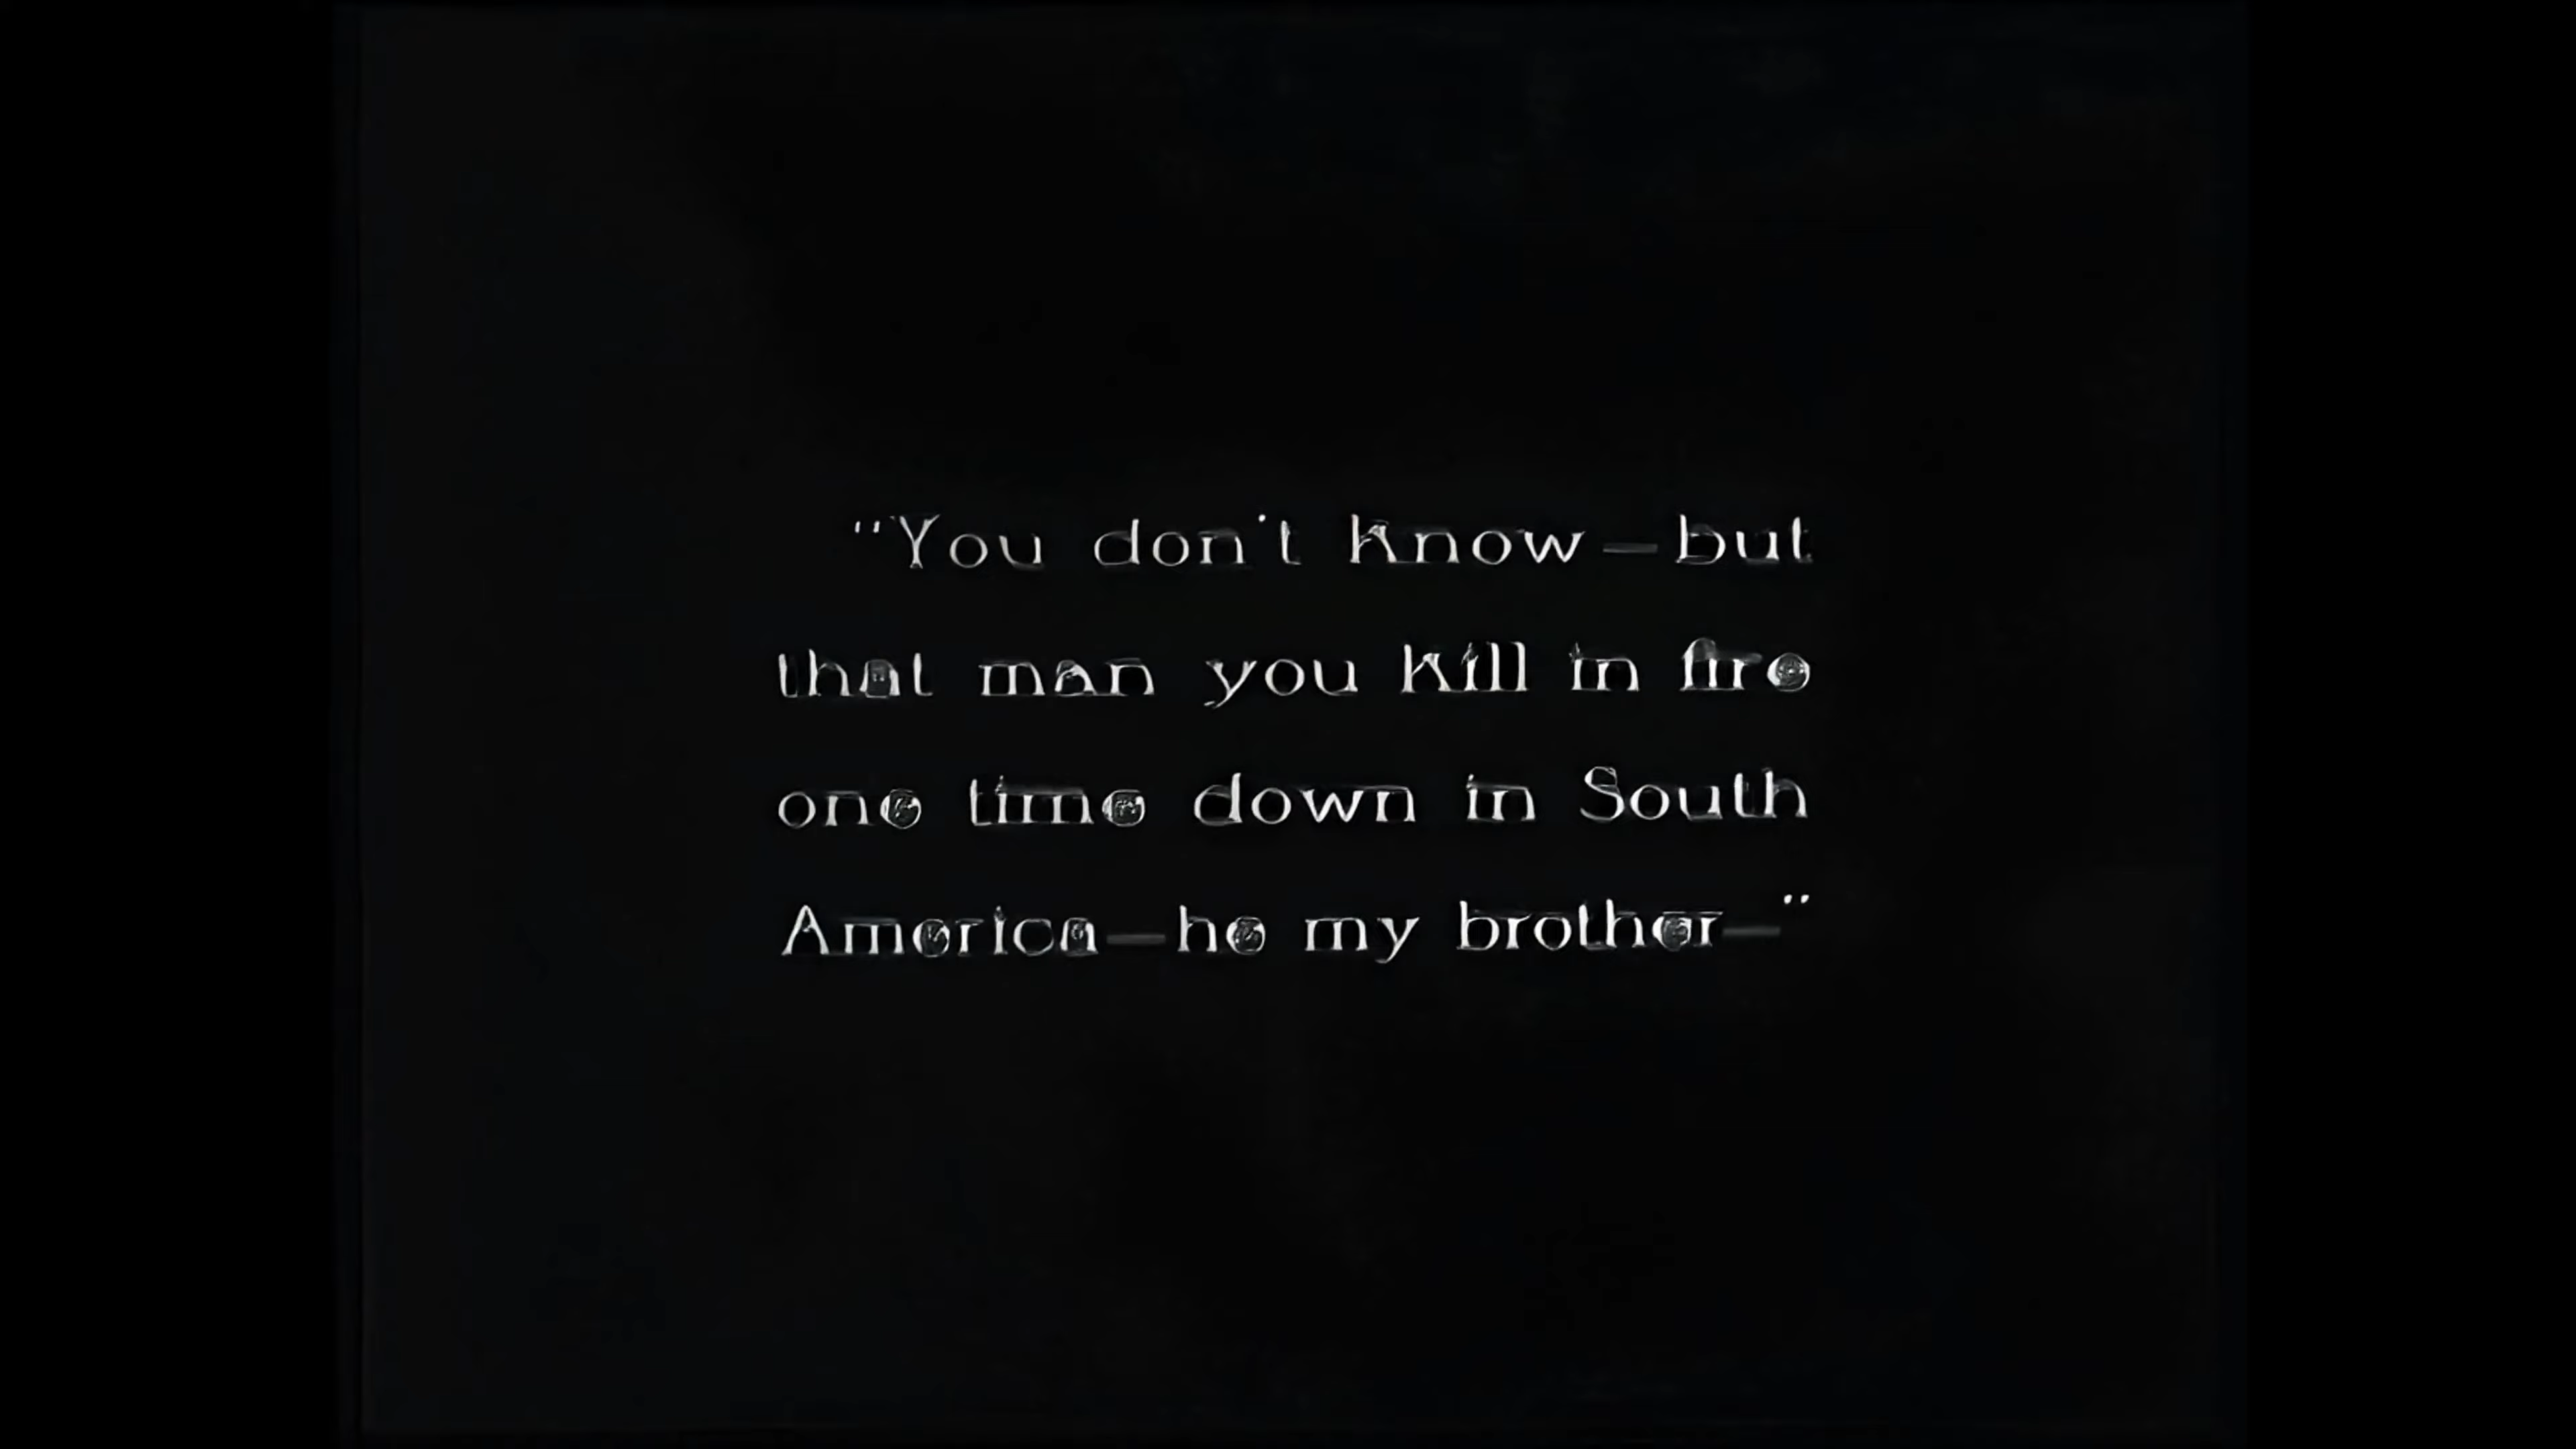 "You don't know—but
that man you kill in fire
one time down in South
America—he my brother—"